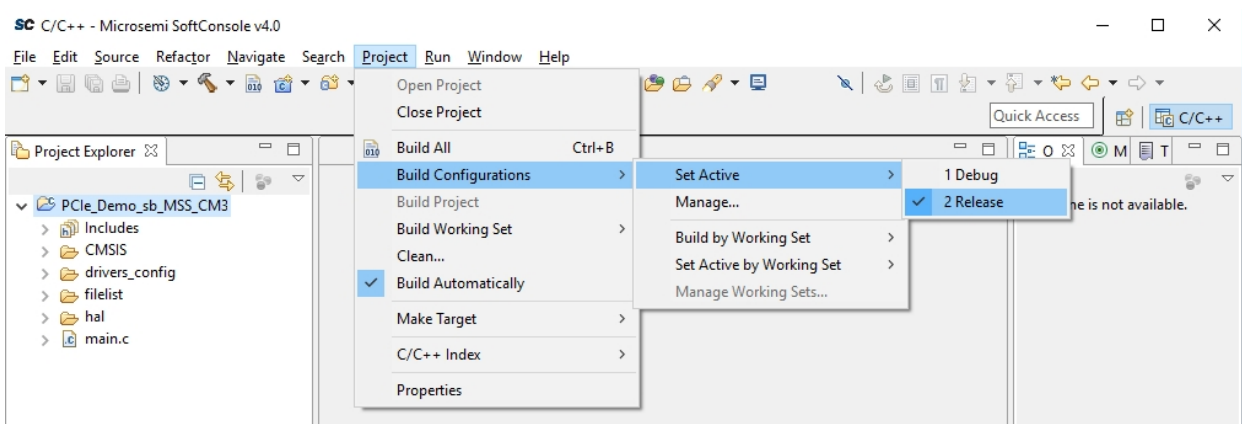 SC C/C++ - Microsemi SoftConsole v4.0
File Edit Source Refactor Navigate Search Project Run Window Help
Quick Access
C/C++
Project Explorer
PCIe_Demo_sb_MSS_CM3
Includes
CMSIS
drivers_config
filelist
hal
main.c
Open Project
Close Project
Build All Ctrl+B
Build Configurations
Build Project
Build Working Set
Clean...
Build Automatically
Make Target
C/C++ Index
Properties
Set Active
Manage...
Build by Working Set
Set Active by Working Set
Manage Working Sets...
1 Debug
2 Release
O M T
ne is not available.